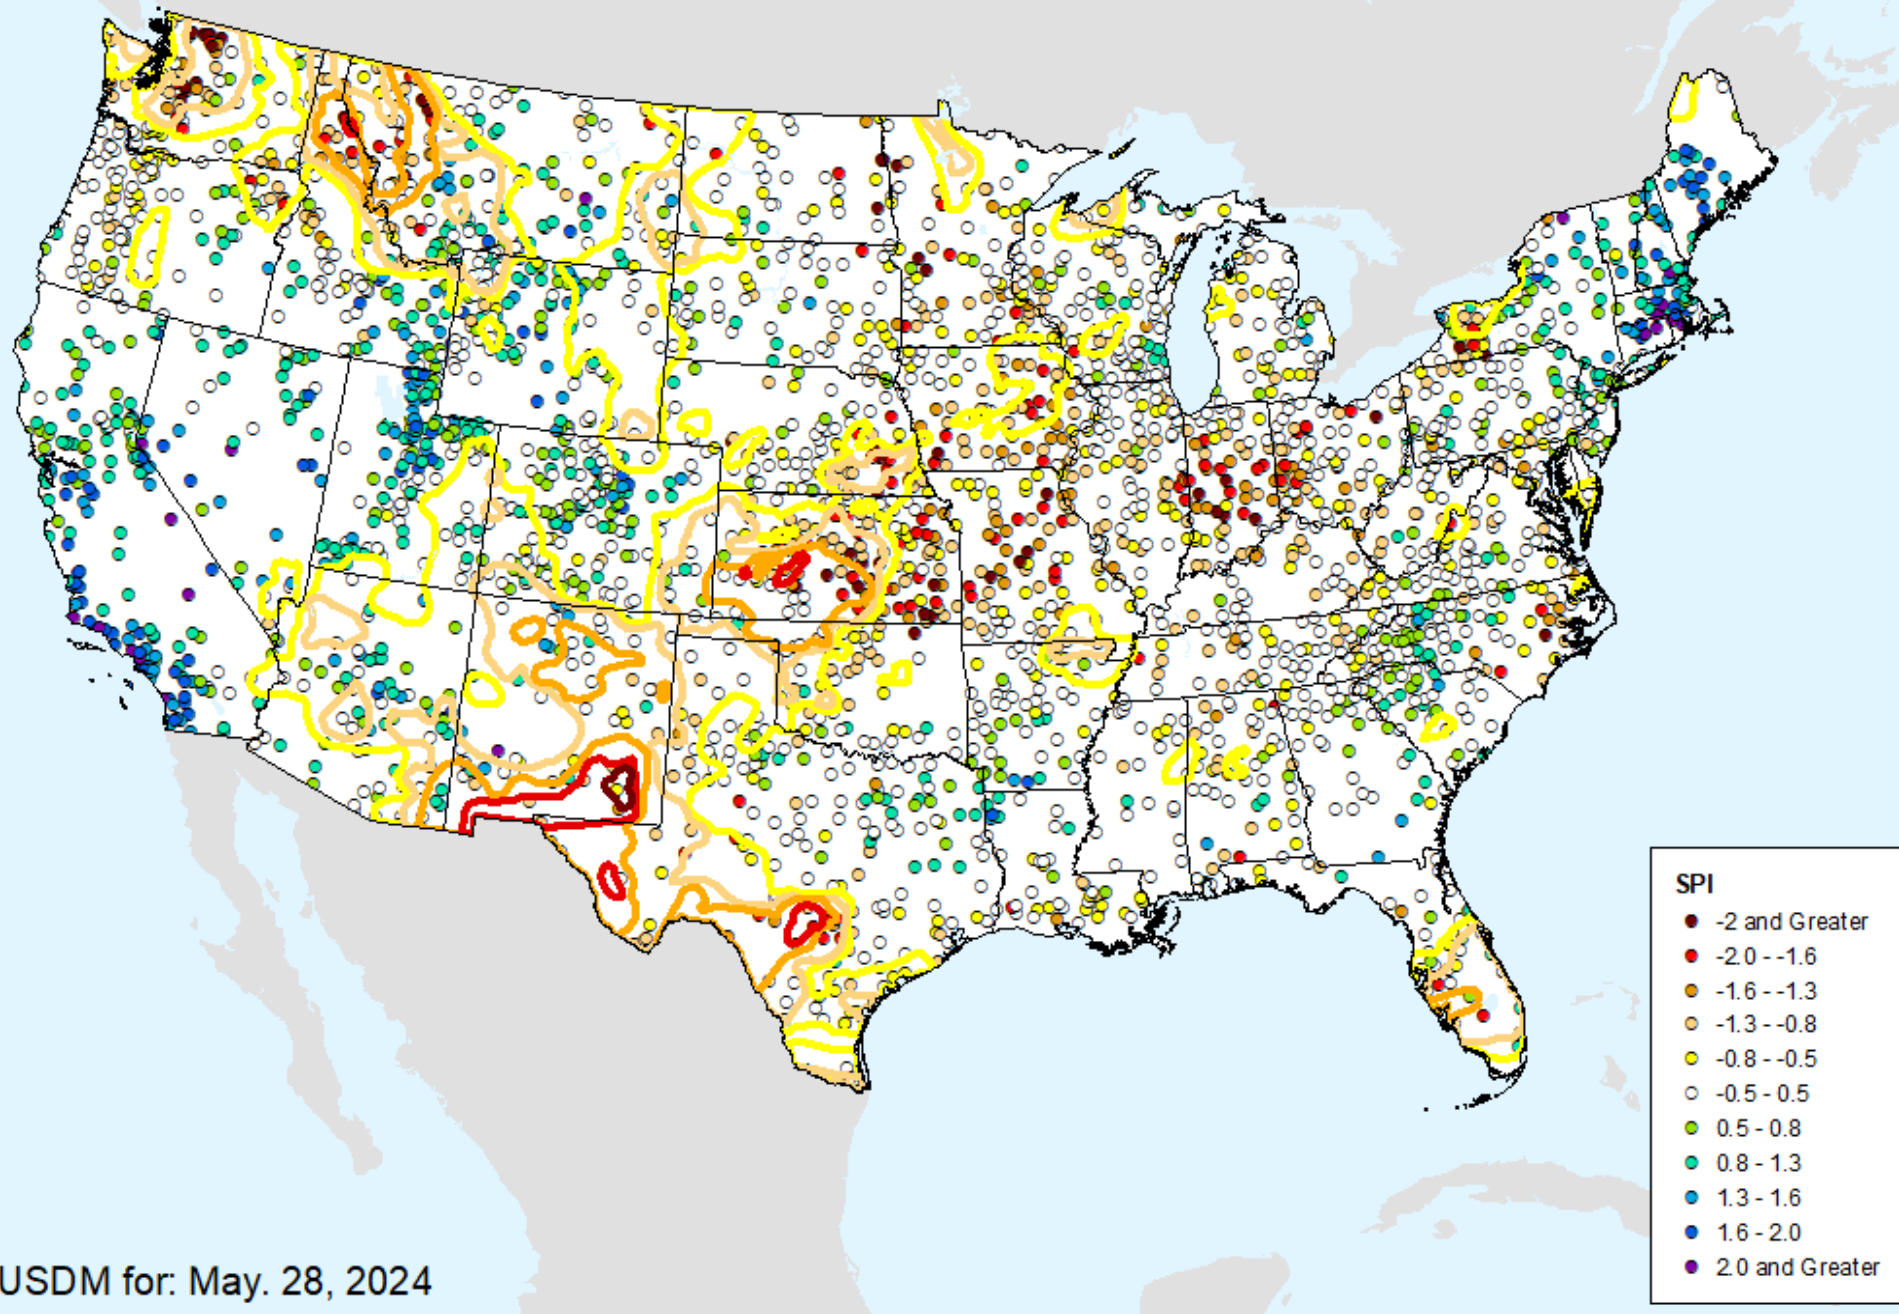 SPI
-2 and Greater
-2.0 - -1.6
-1.6 - -1.3
-1.3 - -0.8
-0.8 - -0.5
-0.5 - 0.5
0.5 - 0.8
0.8 - 1.3
1.3 - 1.6
1.6 - 2.0
2.0 and Greater
USDM for: May. 28, 2024